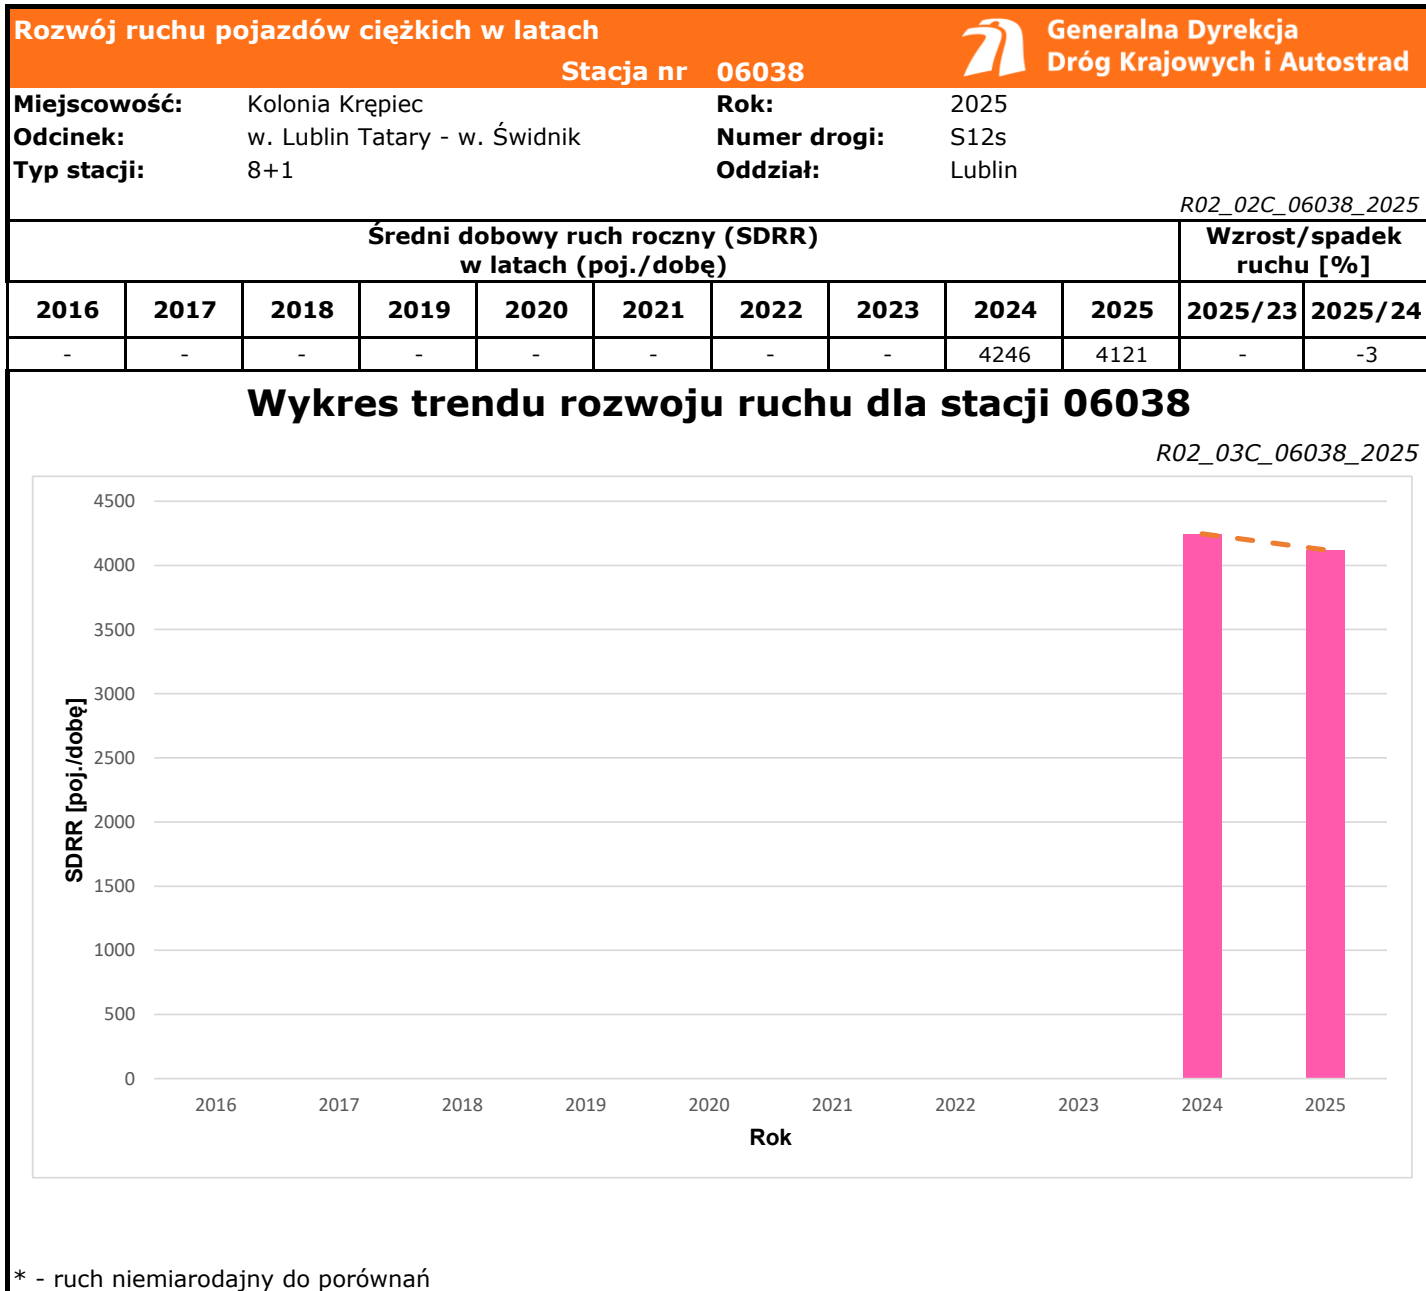 Rozwój ruchu pojazdów ciężkich w latach
Stacja nr 06038
Generalna Dyrekcja
Dróg Krajowych i Autostrad
Miejscowość: Kolonia Krępiec Rok: 2025
Odcinek: w. Lublin Tatary - w. Świdnik Numer drogi: S12s
Typ stacji: 8+1 Oddział: Lublin
R02_02C_06038_2025
Średni dobowy ruch roczny (SDRR)
w latach (poj./dobę)
Wzrost/spadek
ruchu [%]
2016 2017 2018 2019 2020 2021 2022 2023 2024 2025 2025/23 2025/24
- - - - - - - - 4246 4121 - -3
Wykres trendu rozwoju ruchu dla stacji 06038
R02_03C_06038_2025
SDRR [poj./dobę]
4500
4000
3500
3000
2500
2000
1500
1000
500
0
2016 2017 2018 2019 2020 2021 2022 2023 2024 2025
Rok
* - ruch niemiarodajny do porównań